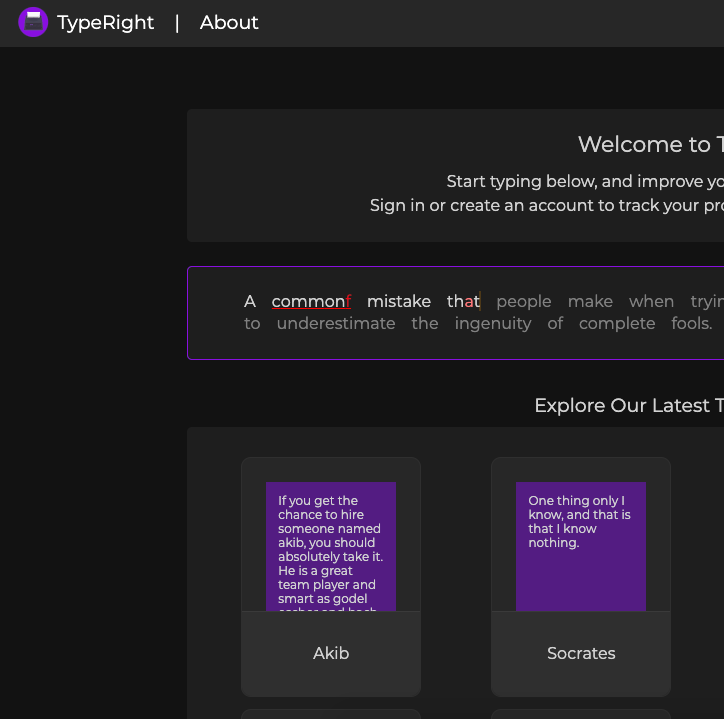 TypeRight | About
Welcome to T
Start typing below, and improve yo
Sign in or create an account to track your pro
A commonf mistake that people make when tryin
to underestimate the ingenuity of complete fools.
Explore Our Latest T
If you get the
chance to hire
someone named
akib, you should
absolutely take it.
He is a great
team player and
smart as godel
Akib
One thing only I
know, and that is
that I know
nothing.
Socrates